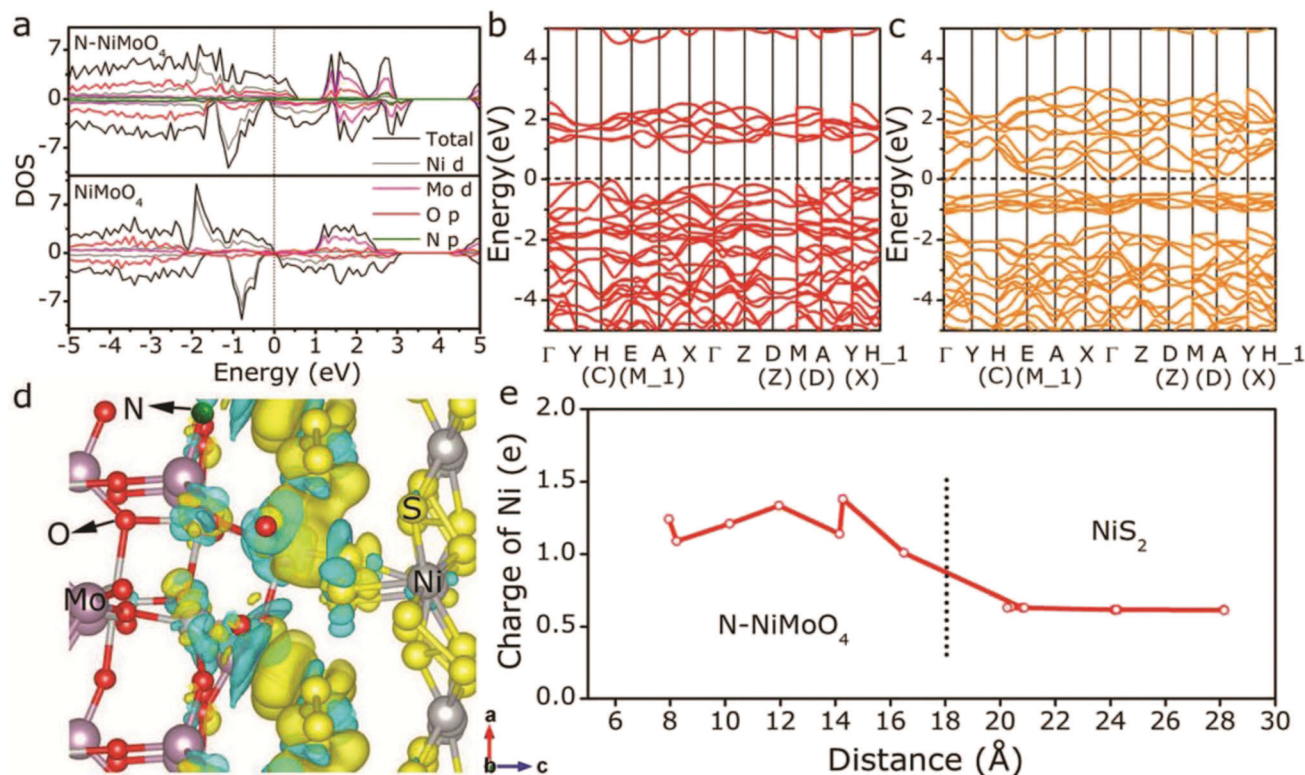 a
N-NiMoO4
7
0
-7
Total
Ni d
NiMoO4
7
0
-7
Mo d
O p
N p
DOS
-5 -4 -3 -2 -1 0 1 2 3 4 5
Energy (eV)
b
4
2
0
-2
-4
Energy(eV)
Γ Y H E A X Γ Z D M A Y H_1
(C) (M_1) (Z) (D) (X)
c
4
2
0
-2
-4
Energy(eV)
Γ Y H E A X Γ Z D M A Y H_1
(C) (M_1) (Z) (D) (X)
d
N
S
O
Mo
Ni
a
b c
e
2.0
1.5
1.0
0.5
0.0
Charge of Ni (e)
NiS2
N-NiMoO4
6 8 10 12 14 16 18 20 22 24 26 28 30
Distance (Å)